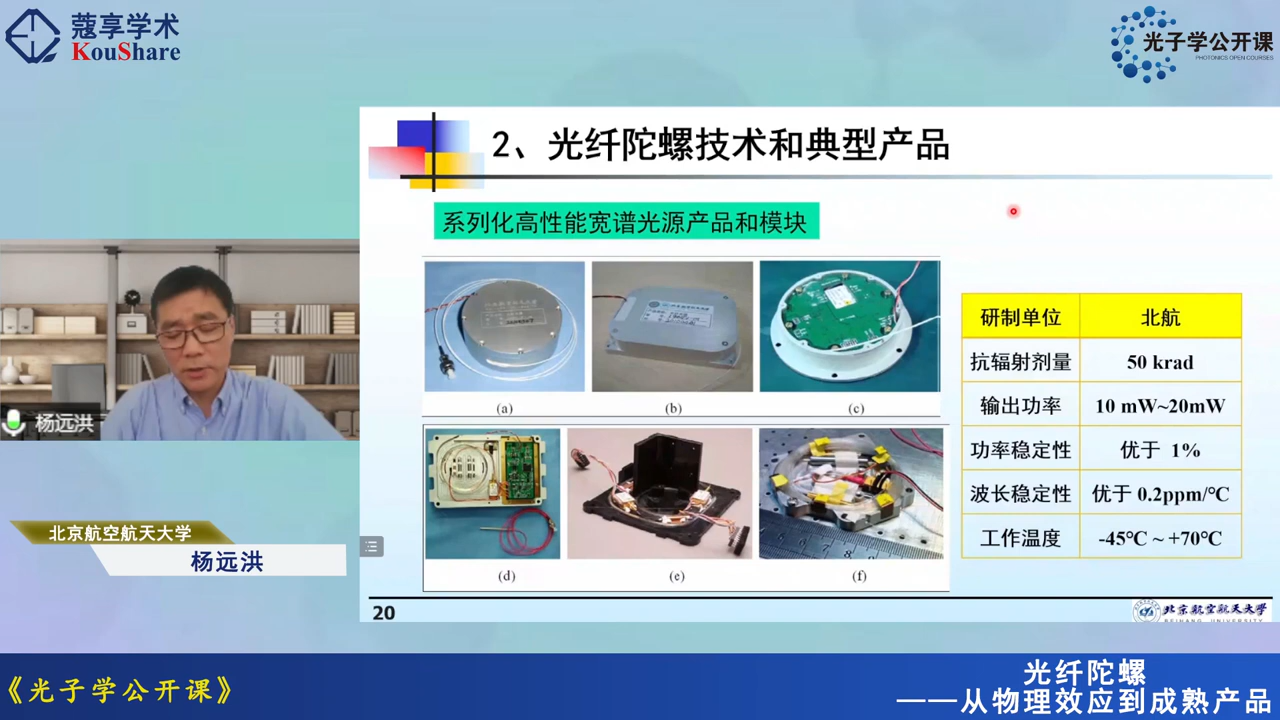 蔻享学术
KouShare
光子学公开课
PHOTONICS OPEN COURSES
2、光纤陀螺技术和典型产品
系列化高性能宽谱光源产品和模块
(a)
(b)
(c)
(d)
(e)
(f)
研制单位 北航
抗辐射剂量 50 krad
输出功率 10 mW~20mW
功率稳定性 优于 1%
波长稳定性 优于 0.2ppm/℃
工作温度 -45℃ ~ +70℃
20
北京航空航天大学
BEIHANG UNIVERSITY
杨远洪
北京航空航天大学
杨远洪
《光子学公开课》
光纤陀螺
——从物理效应到成熟产品